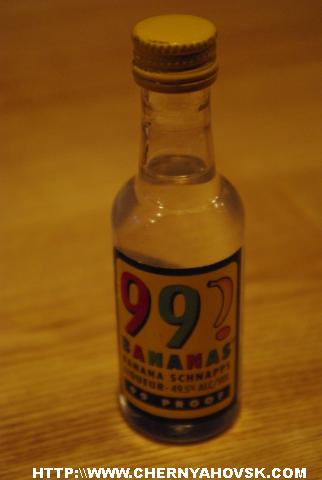 99
BANANAS
BANANA SCHNAPPS
LIQUEUR - 49.5% ALC/VOL
99 PROOF
HTTP:\\WWW.CHERNYAHOVSK.COM